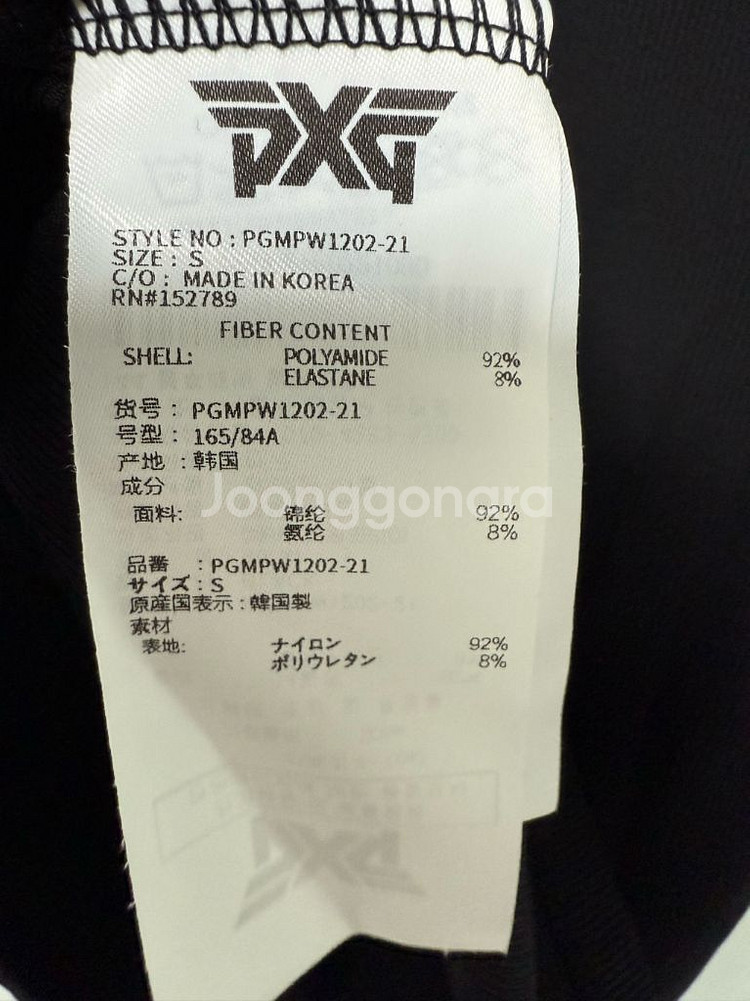 PXG
STYLE NO : PGMPW1202-21
SIZE : S
C/O : MADE IN KOREA
RN#152789
FIBER CONTENT
SHELL: POLYAMIDE 92%
ELASTANE 8%
货号 : PGMPW1202-21
号型 : 165/84A
产地 : 韩国
成分
面料: 锦纶 92%
氨纶 8%
Joonggonara
品番 : PGMPW1202-21
サイズ : S
原産国表示 : 韓国製
素材
表地: ナイロン 92%
ポリウレタン 8%